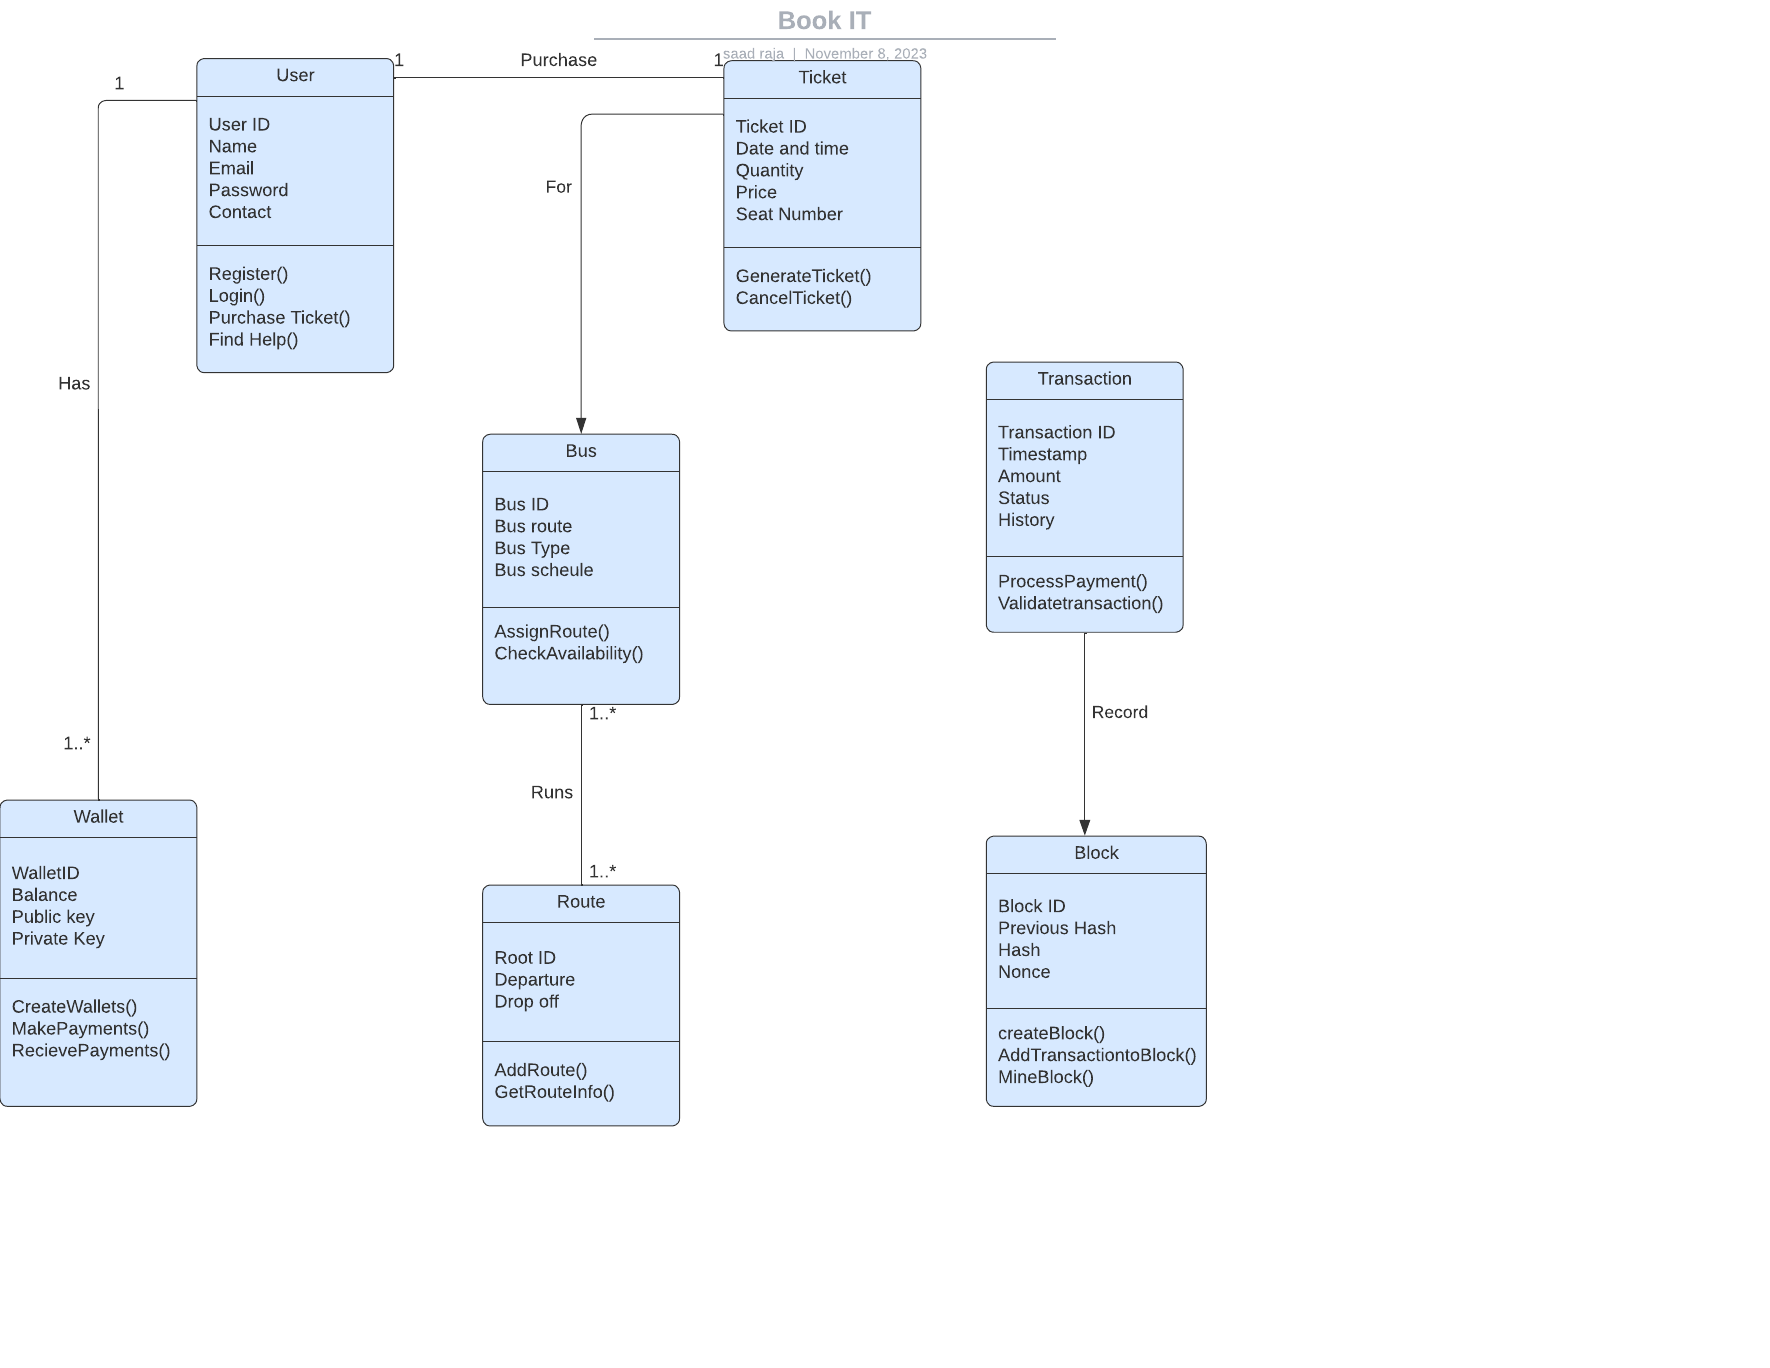 Book IT
saad raja | November 8, 2023
1
Purchase
1
1
User
User ID
Name
Email
Password
Contact
Register()
Login()
Purchase Ticket()
Find Help()
Ticket
Ticket ID
Date and time
Quantity
Price
Seat Number
GenerateTicket()
CancelTicket()
For
Has
1..*
Bus
Bus ID
Bus route
Bus Type
Bus scheule
AssignRoute()
CheckAvailability()
1..*
Runs
1..*
Transaction
Transaction ID
Timestamp
Amount
Status
History
ProcessPayment()
Validatetransaction()
Record
Wallet
WalletID
Balance
Public key
Private Key
CreateWallets()
MakePayments()
RecievePayments()
Route
Root ID
Departure
Drop off
AddRoute()
GetRouteInfo()
Block
Block ID
Previous Hash
Hash
Nonce
createBlock()
AddTransactiontoBlock()
MineBlock()